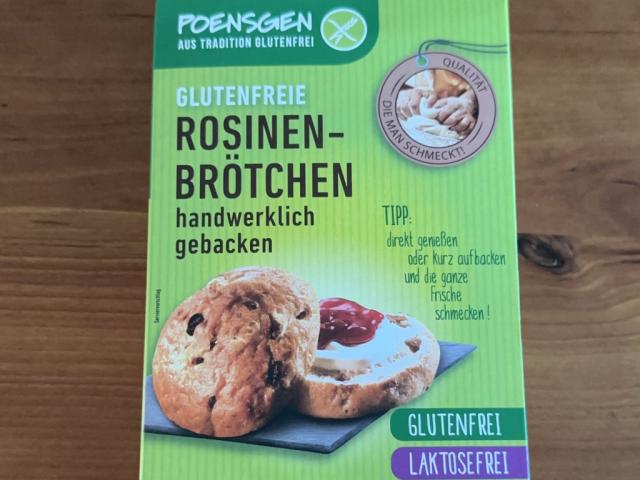 POENSGEN
AUS TRADITION GLUTENFREI
QUALITÄT
DIE MAN SCHMECKT!
GLUTENFREIE
ROSINEN-
BRÖTCHEN
handwerklich
gebacken
TIPP:
direkt genießen
oder kurz aufbacken
und die ganze
Frische
schmecken!
Serviervorschlag
GLUTENFREI
LAKTOSEFREI